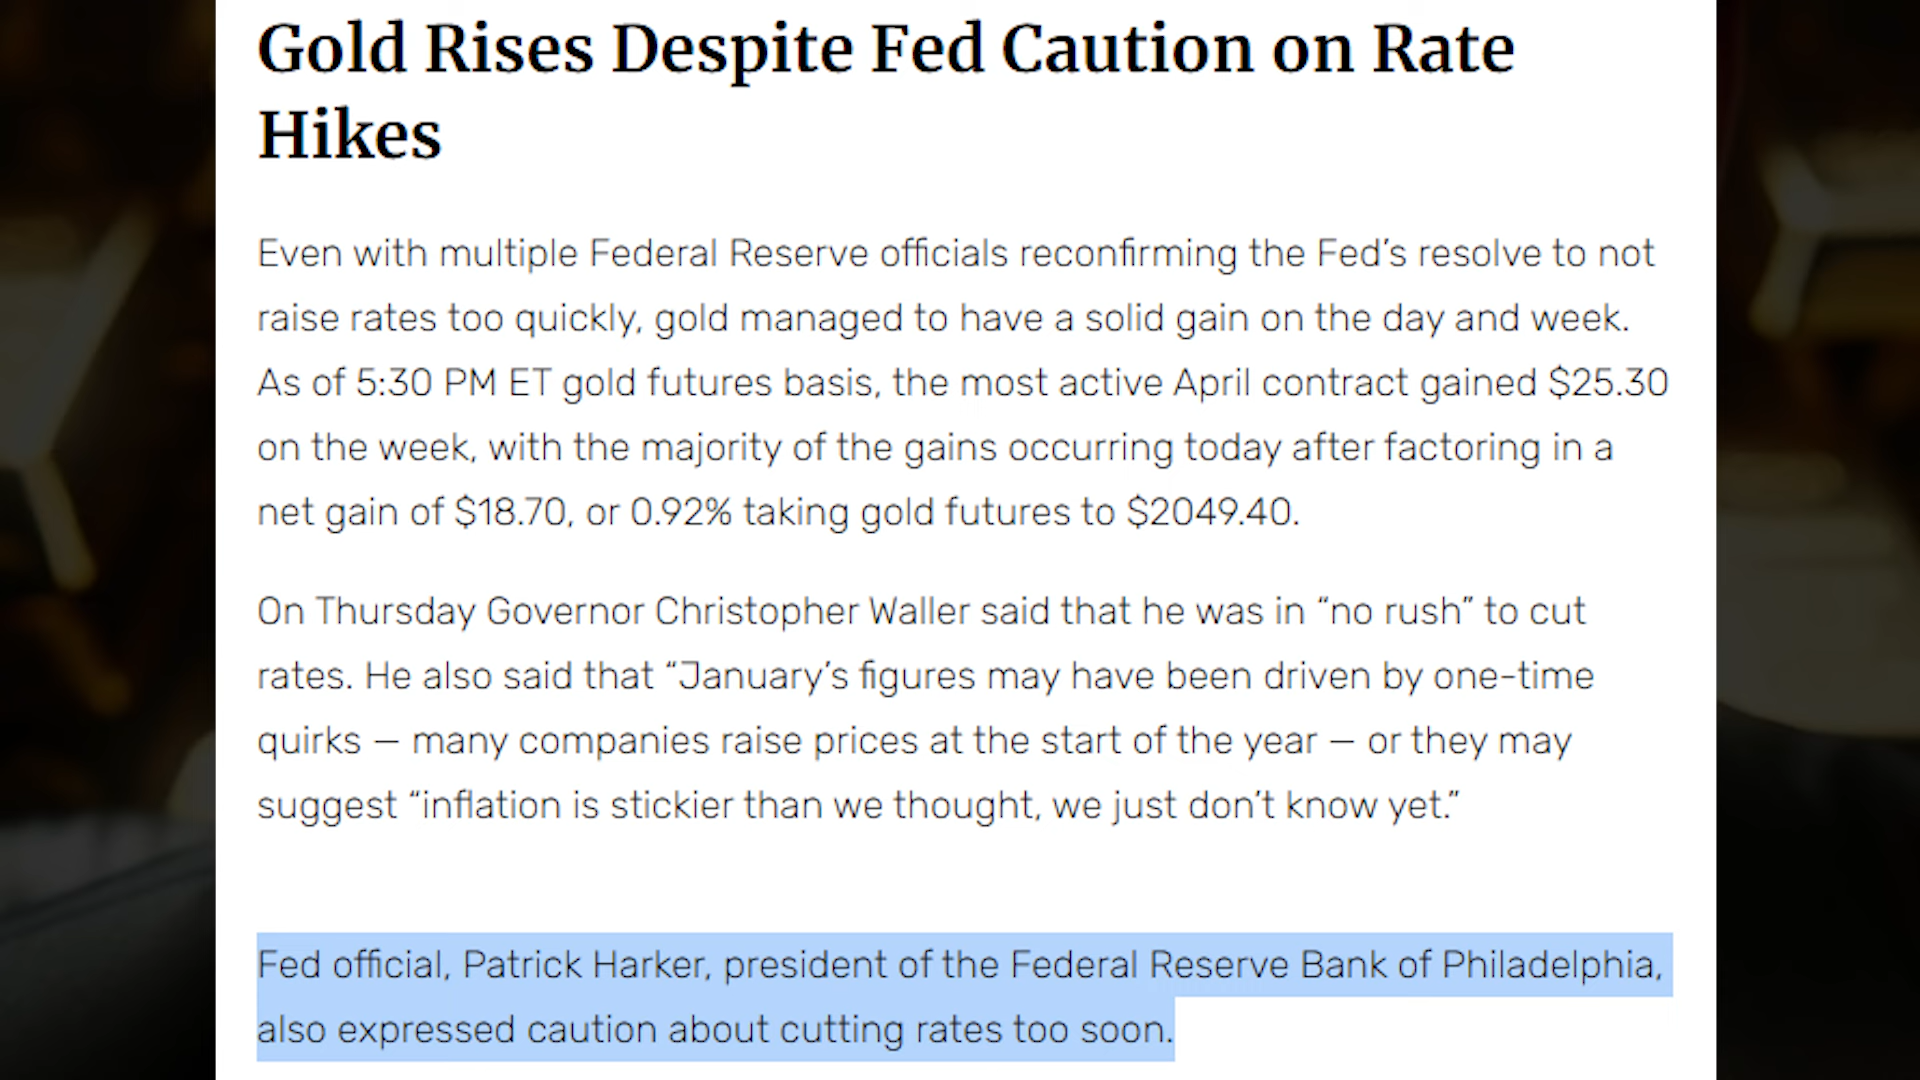 Gold Rises Despite Fed Caution on Rate
Hikes
Even with multiple Federal Reserve officials reconfirming the Fed’s resolve to not
raise rates too quickly, gold managed to have a solid gain on the day and week.
As of 5:30 PM ET gold futures basis, the most active April contract gained $25.30
on the week, with the majority of the gains occurring today after factoring in a
net gain of $18.70, or 0.92% taking gold futures to $2049.40.
On Thursday Governor Christopher Waller said that he was in “no rush” to cut
rates. He also said that “January’s figures may have been driven by one-time
quirks — many companies raise prices at the start of the year — or they may
suggest “inflation is stickier than we thought, we just don’t know yet.”
Fed official, Patrick Harker, president of the Federal Reserve Bank of Philadelphia,
also expressed caution about cutting rates too soon.